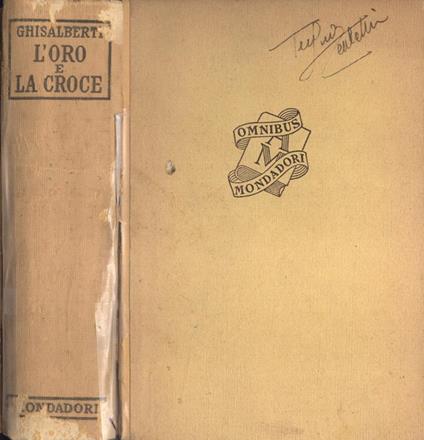 GHISALBERTI
L'ORO
E
LA CROCE
MONDADORI
OMNIBUS
MONDADORI